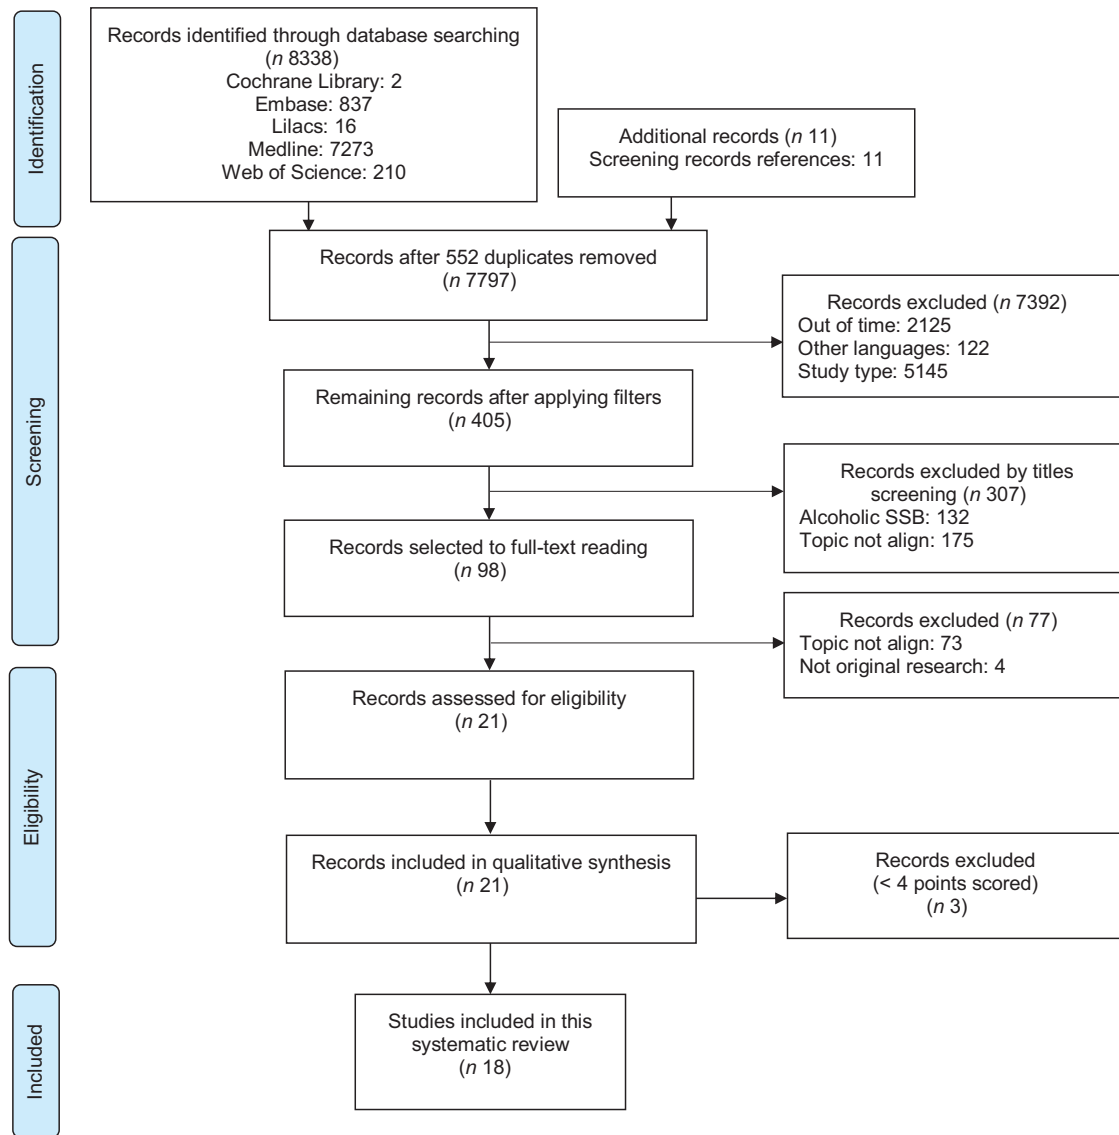 Identification
Records identified through database searching
(n 8338)
Cochrane Library: 2
Embase: 837
Lilacs: 16
Medline: 7273
Web of Science: 210
Additional records (n 11)
Screening records references: 11
Screening
Records after 552 duplicates removed
(n 7797)
Records excluded (n 7392)
Out of time: 2125
Other languages: 122
Study type: 5145
Remaining records after applying filters
(n 405)
Records excluded by titles
screening (n 307)
Alcoholic SSB: 132
Topic not align: 175
Records selected to full-text reading
(n 98)
Records excluded (n 77)
Topic not align: 73
Not original research: 4
Eligibility
Records assessed for eligibility
(n 21)
Records included in qualitative synthesis
(n 21)
Records excluded
(< 4 points scored)
(n 3)
Included
Studies included in this
systematic review
(n 18)